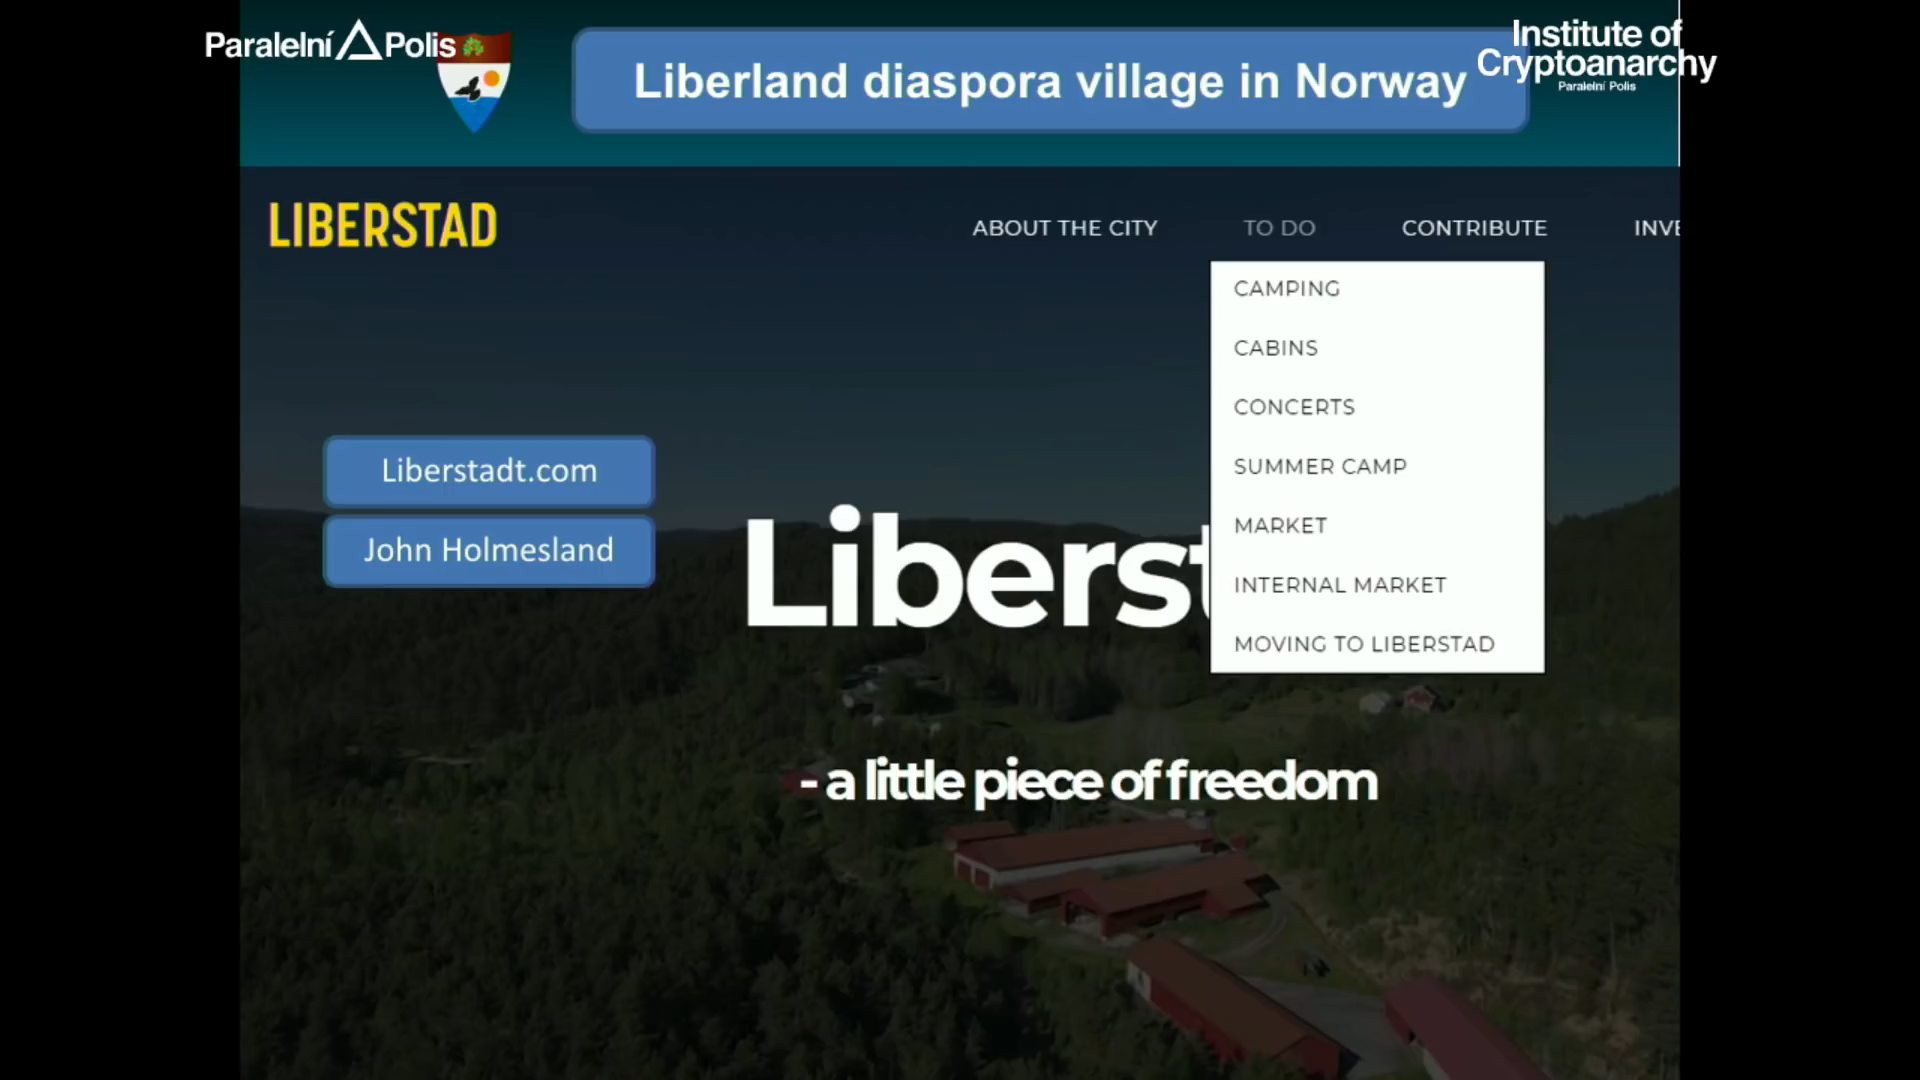 Paralelní Polis
Liberland diaspora village in Norway
Institute of
Cryptoanarchy
Paralelní Polis
LIBERSTAD
ABOUT THE CITY
TO DO
CONTRIBUTE
INVE
CAMPING
CABINS
CONCERTS
SUMMER CAMP
MARKET
INTERNAL MARKET
MOVING TO LIBERSTAD
Liberstadt.com
John Holmesland
Liberst
- a little piece of freedom